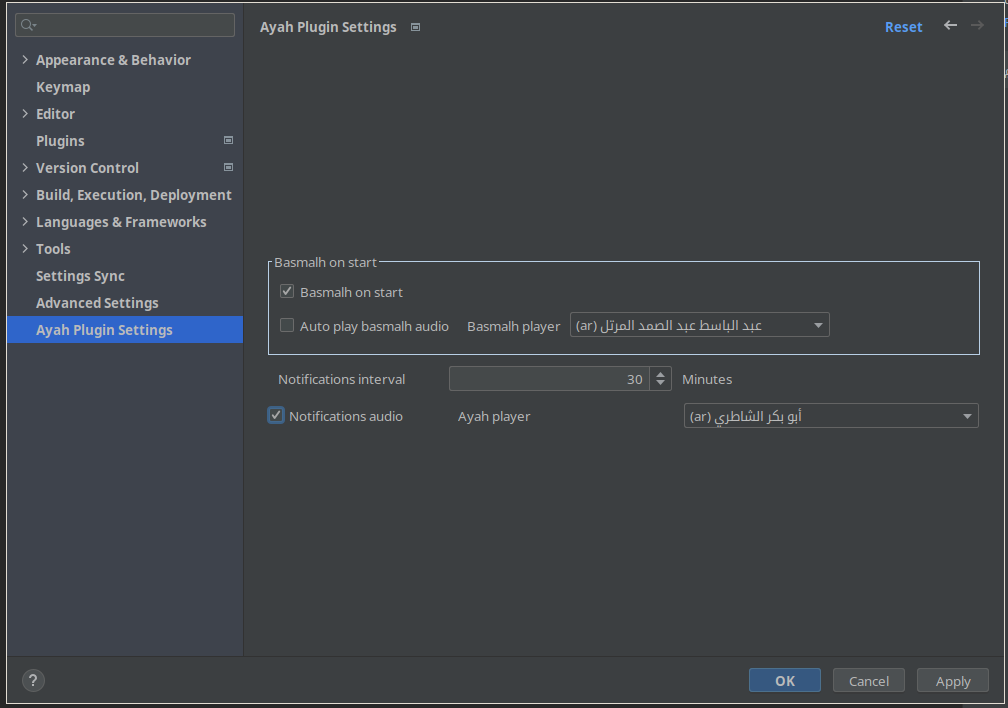 Appearance & Behavior
Keymap
Editor
Plugins
Version Control
Build, Execution, Deployment
Languages & Frameworks
Tools
Settings Sync
Advanced Settings
Ayah Plugin Settings
Ayah Plugin Settings
Reset
Basmalh on start
Basmalh on start
Auto play basmalh audio Basmalh player عبد الباسط عبد الصمد المرتل (ar)
Notifications interval 30 Minutes
Notifications audio Ayah player أبو بكر الشاطري (ar)
?
OK Cancel Apply